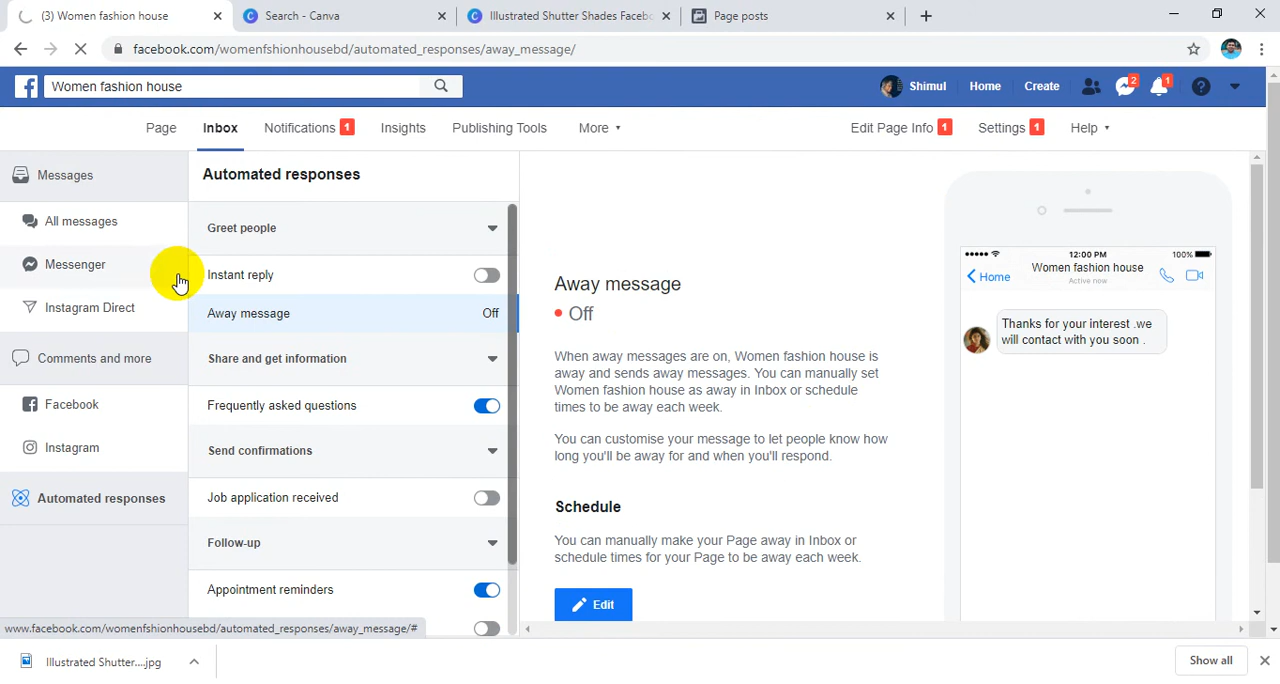 (3) Women fashion house
Search - Canva
Illustrated Shutter Shades Faceb
Page posts
facebook.com/womenfshionhousebd/automated_responses/away_message/
Women fashion house
Shimul
Home
Create
2
1
Page
Inbox
Notifications 1
Insights
Publishing Tools
More
Edit Page Info 1
Settings 1
Help
Messages
All messages
Messenger
Instagram Direct
Comments and more
Facebook
Instagram
Automated responses
Automated responses
Greet people
Instant reply
Away message Off
Share and get information
Frequently asked questions
Send confirmations
Job application received
Follow-up
Appointment reminders
Away message
Off
When away messages are on, Women fashion house is
away and sends away messages. You can manually set
Women fashion house as away in Inbox or schedule
times to be away each week.
You can customise your message to let people know how
long you'll be away for and when you'll respond.
Schedule
You can manually make your Page away in Inbox or
schedule times for your Page to be away each week.
Edit
12:00 PM
100%
Home
Women fashion house
Active now
Thanks for your interest .we
will contact with you soon .
www.facebook.com/womenfshionhousebd/automated_responses/away_message/#
Illustrated Shutter....jpg
Show all